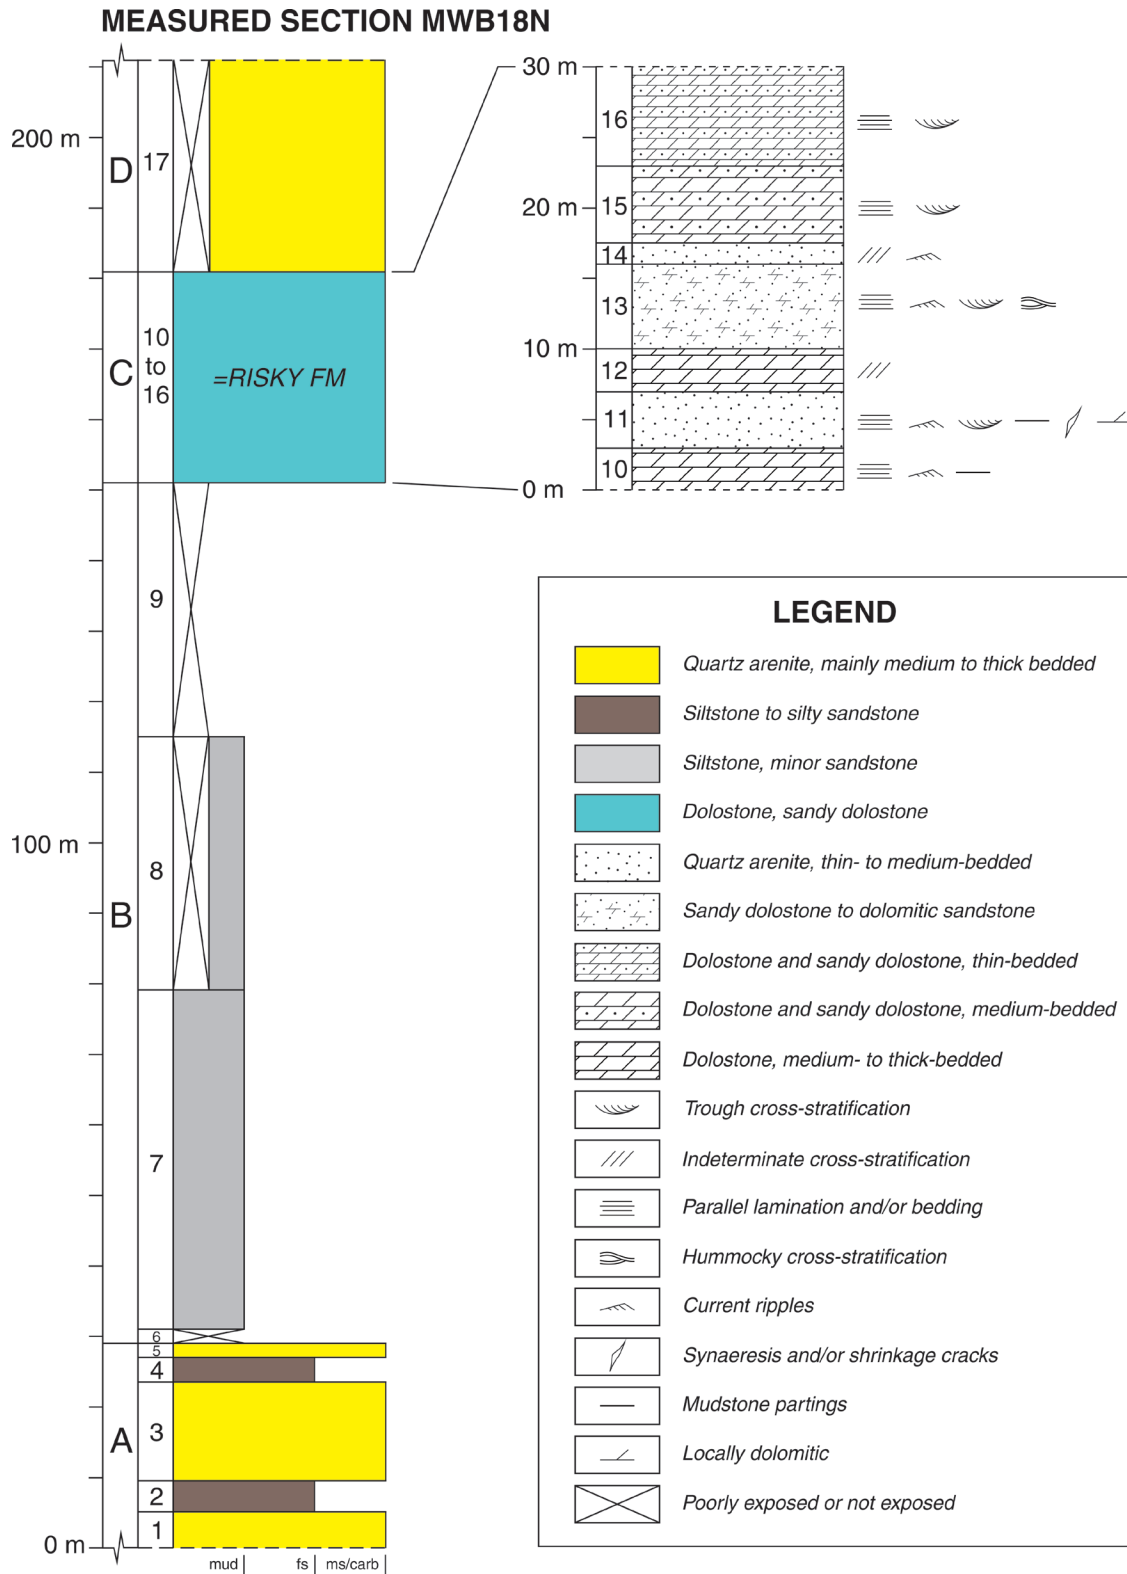 MEASURED SECTION MWB18N
200 m
100 m
0 m
D
C
B
A
17
10
to
16
9
8
7
6
5
4
3
2
1
=RISKY FM
mud
fs
ms/carb
30 m
20 m
10 m
0 m
16
15
14
13
12
11
10
LEGEND
Quartz arenite, mainly medium to thick bedded
Siltstone to silty sandstone
Siltstone, minor sandstone
Dolostone, sandy dolostone
Quartz arenite, thin- to medium-bedded
Sandy dolostone to dolomitic sandstone
Dolostone and sandy dolostone, thin-bedded
Dolostone and sandy dolostone, medium-bedded
Dolostone, medium- to thick-bedded
Trough cross-stratification
Indeterminate cross-stratification
Parallel lamination and/or bedding
Hummocky cross-stratification
Current ripples
Synaeresis and/or shrinkage cracks
Mudstone partings
Locally dolomitic
Poorly exposed or not exposed